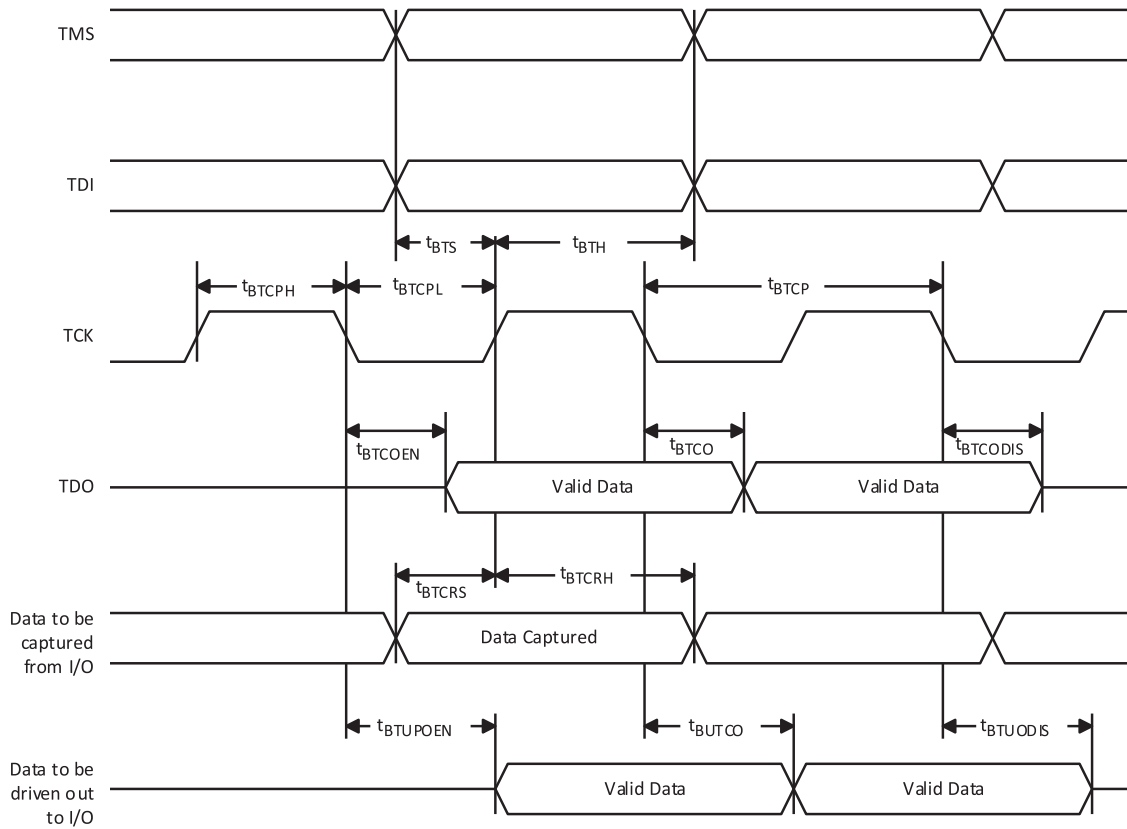 TMS
TDI
tBTS
tBTH
tBTCPH
tBTCPL
tBTCP
TCK
tBTCOEN
tBTCO
tBTCODIS
TDO
Valid Data
Valid Data
tBTCRS
tBTCRH
Data to be
captured
from I/O
Data Captured
tBTUPOEN
tBUTCO
tBTUODIS
Data to be
driven out
to I/O
Valid Data
Valid Data